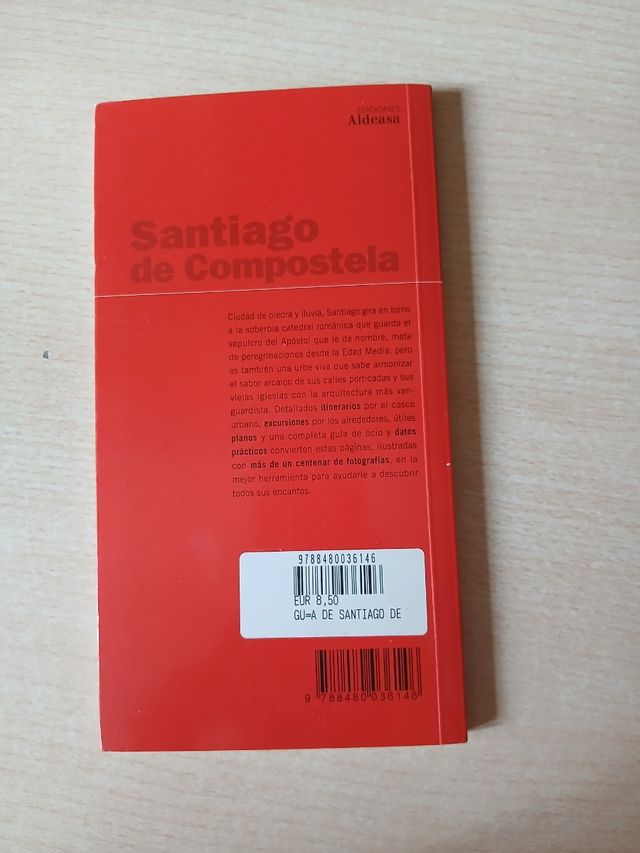 EDICIONES
Aldeasa
Santiago
de Compostela
Ciudad de piedra y lluvia, Santiago gira en torno
a la soberbia catedral románica que guarda el
sepulcro del Apóstol que le da nombre, meta
de peregrinaciones desde la Edad Media, pero
es también una urbe viva que sabe armonizar
el sabor arcaico de sus calles porticadas y sus
viejas iglesias con la arquitectura más van-
guardista. Detallados itinerarios por el casco
urbano, excursiones por los alrededores, útiles
planos y una completa guía de ocio y datos
prácticos convierten estas páginas, ilustradas
con más de un centenar de fotografías, en la
mejor herramienta para ayudarle a descubrir
todos sus encantos.
9788480036146
EUR 8,50
GU=A DE SANTIAGO DE
9 788480 036146